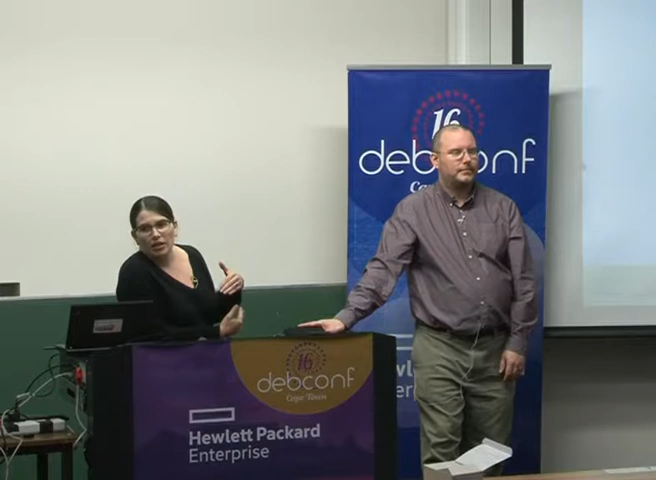 16
debconf
16
debconf
Cape Town
Hewlett Packard
Enterprise